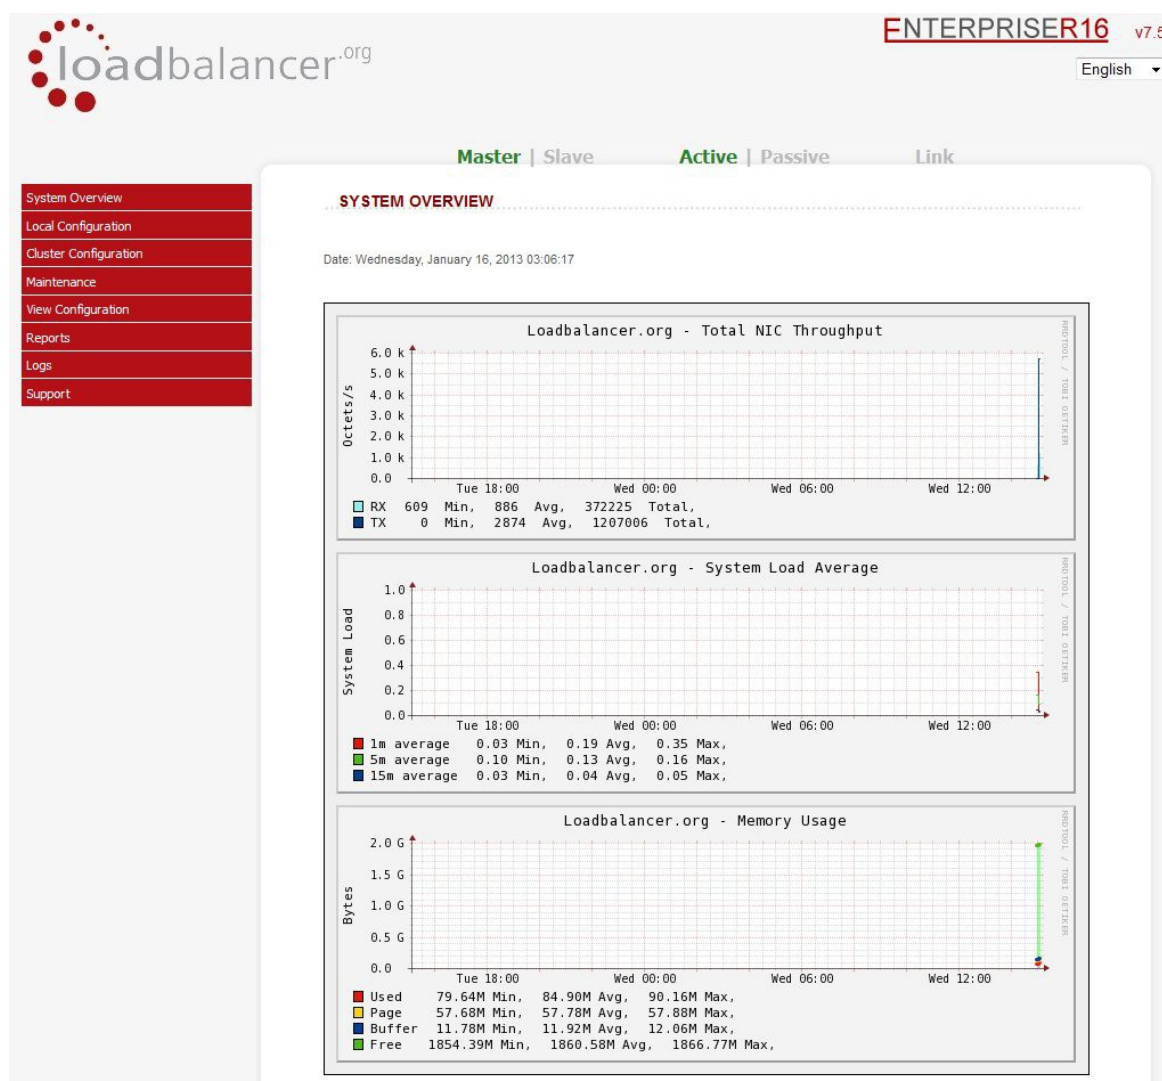 loadbalancer.org
ENTERPRISER16 v7.5
English
Master | Slave Active | Passive Link
System Overview
Local Configuration
Cluster Configuration
Maintenance
View Configuration
Reports
Logs
Support
SYSTEM OVERVIEW
Date: Wednesday, January 16, 2013 03:06:17
Loadbalancer.org - Total NIC Throughput
RRDTOOL / TOBI OETIKER
Octets/s
6.0 k
5.0 k
4.0 k
3.0 k
2.0 k
1.0 k
0.0
Tue 18:00 Wed 00:00 Wed 06:00 Wed 12:00
RX 609 Min, 886 Avg, 372225 Total,
TX 0 Min, 2874 Avg, 1207006 Total,
Loadbalancer.org - System Load Average
RRDTOOL / TOBI OETIKER
System Load
1.0
0.8
0.6
0.4
0.2
0.0
Tue 18:00 Wed 00:00 Wed 06:00 Wed 12:00
1m average 0.03 Min, 0.19 Avg, 0.35 Max,
5m average 0.10 Min, 0.13 Avg, 0.16 Max,
15m average 0.03 Min, 0.04 Avg, 0.05 Max,
Loadbalancer.org - Memory Usage
RRDTOOL / TOBI OETIKER
Bytes
2.0 G
1.5 G
1.0 G
0.5 G
0.0
Tue 18:00 Wed 00:00 Wed 06:00 Wed 12:00
Used 79.64M Min, 84.90M Avg, 90.16M Max,
Page 57.68M Min, 57.78M Avg, 57.88M Max,
Buffer 11.78M Min, 11.92M Avg, 12.06M Max,
Free 1854.39M Min, 1860.58M Avg, 1866.77M Max,